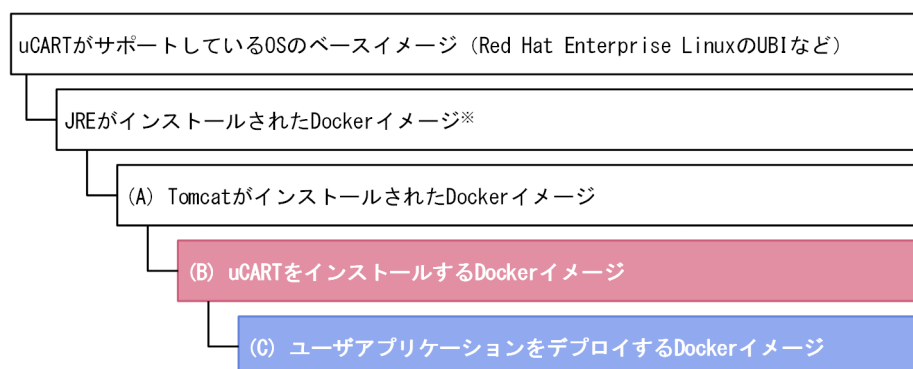 uCARTがサポートしているOSのベースイメージ（Red Hat Enterprise LinuxのUBIなど）
JREがインストールされたDockerイメージ※
(A) TomcatがインストールされたDockerイメージ
(B) uCARTをインストールするDockerイメージ
(C) ユーザアプリケーションをデプロイするDockerイメージ